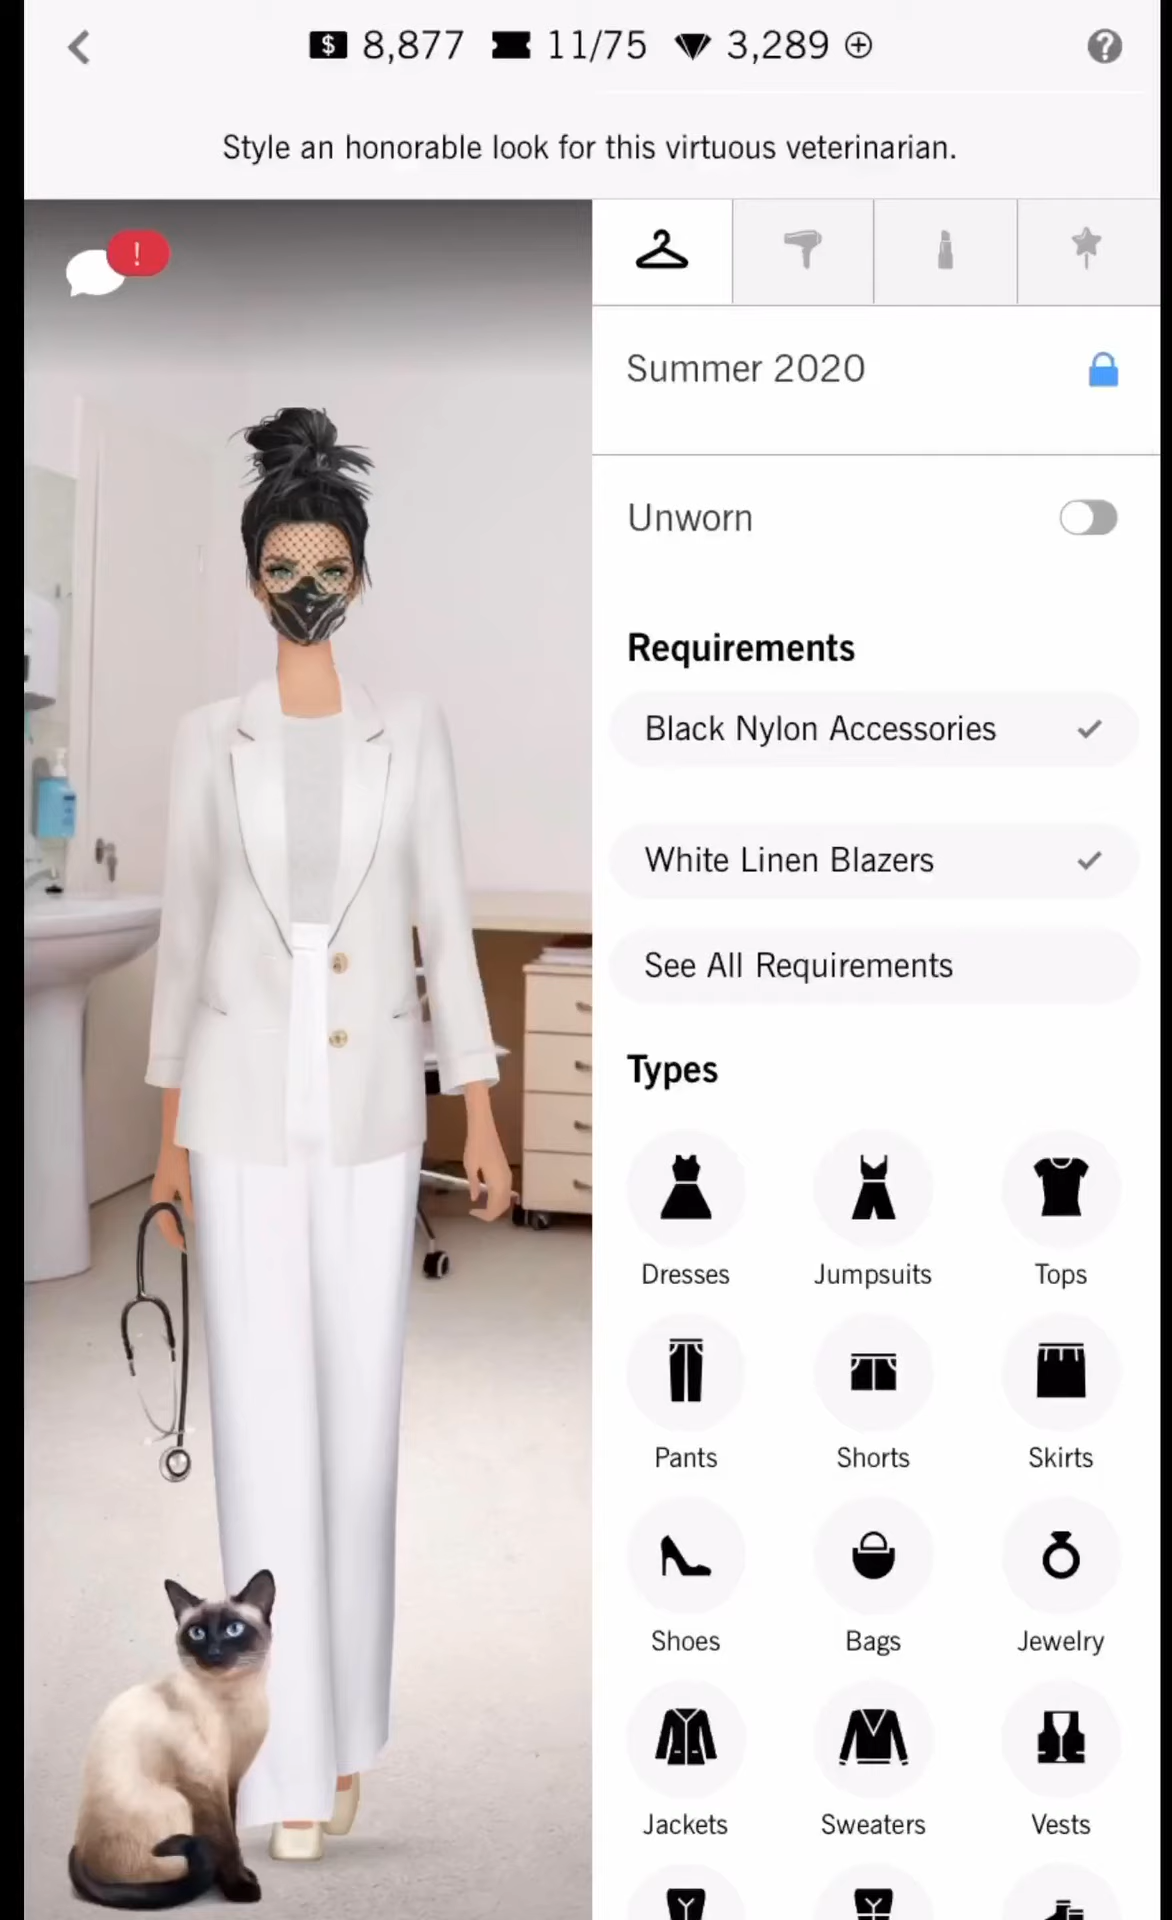 $ 8,877 11/75 3,289
Style an honorable look for this virtuous veterinarian.
!
Summer 2020
Unworn
Requirements
Black Nylon Accessories
White Linen Blazers
See All Requirements
Types
Dresses Jumpsuits Tops
Pants Shorts Skirts
Shoes Bags Jewelry
Jackets Sweaters Vests